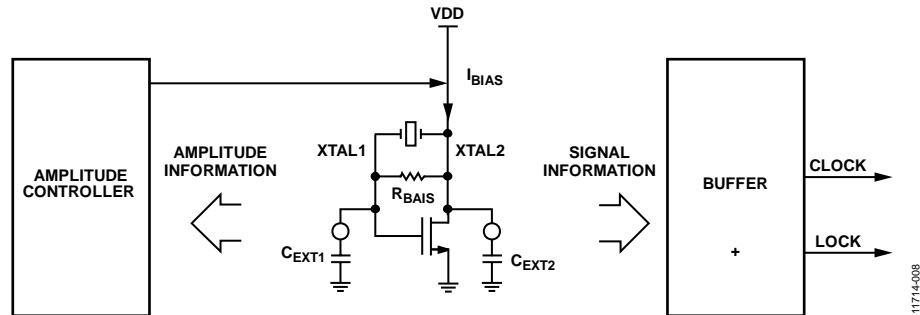 VDD
IBIAS
XTAL1
XTAL2
AMPLITUDE
CONTROLLER
AMPLITUDE
INFORMATION
RBAIS
SIGNAL
INFORMATION
BUFFER
+
CLOCK
LOCK
CEXT1
CEXT2
11714-008